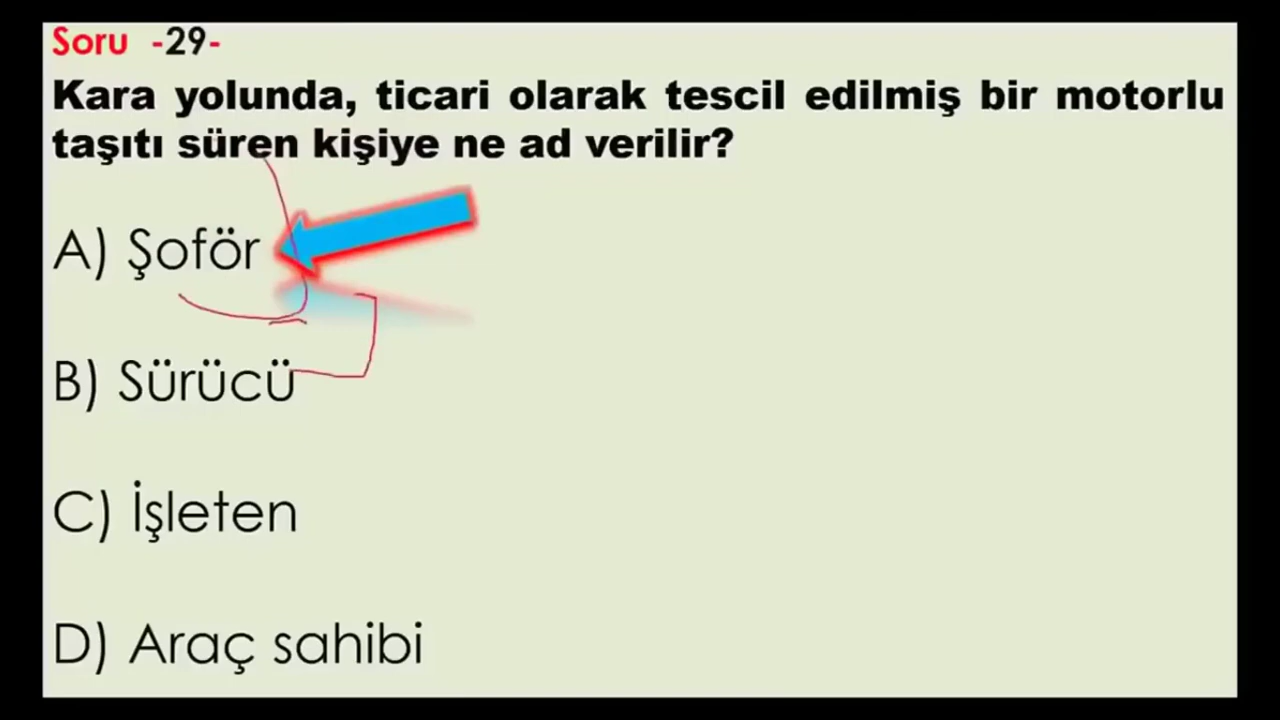 Soru -29-
Kara yolunda, ticari olarak tescil edilmiş bir motorlu
taşıtı süren kişiye ne ad verilir?
A) Şoför
B) Sürücü
C) İşleten
D) Araç sahibi